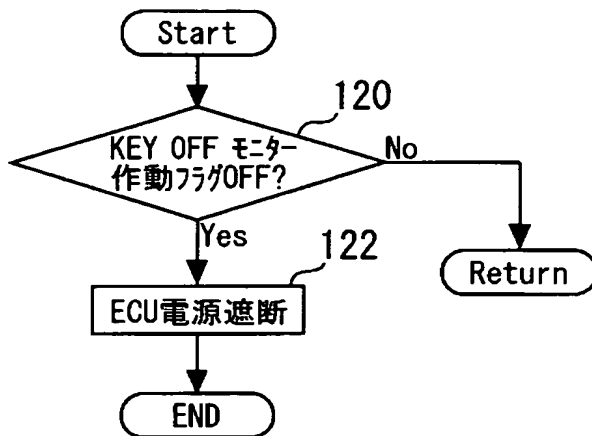 Start
120
KEY OFF モニター
作動フラグOFF?
No
Yes
122
Return
ECU電源遮断
END